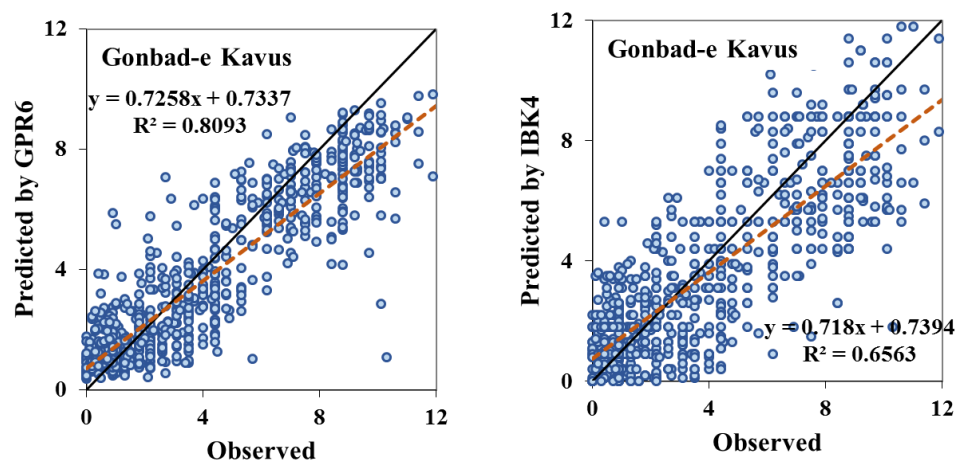 12
8
4
0
Predicted by GPR6
Gonbad-e Kavus
y = 0.7258x + 0.7337
R² = 0.8093
0
4
8
12
Observed
12
8
4
0
Predicted by IBK4
Gonbad-e Kavus
y = 0.718x + 0.7394
R² = 0.6563
0
4
8
12
Observed